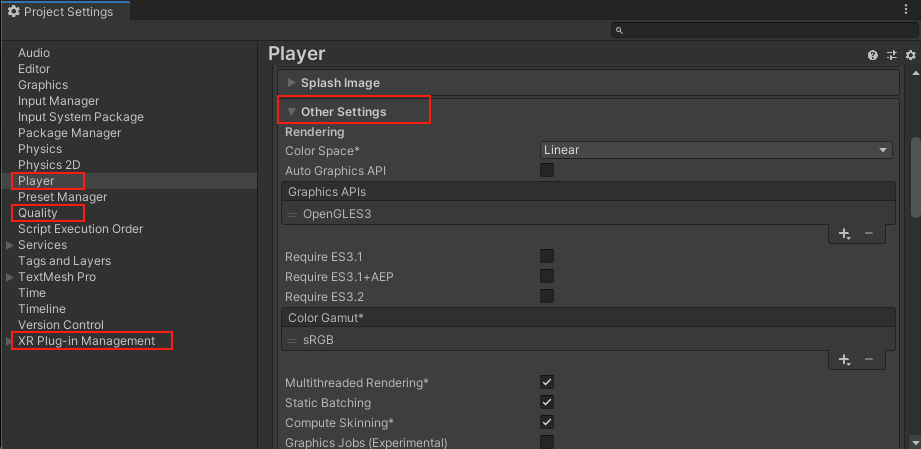 Project Settings
Audio
Editor
Graphics
Input Manager
Input System Package
Package Manager
Physics
Physics 2D
Player
Preset Manager
Quality
Script Execution Order
Services
Tags and Layers
TextMesh Pro
Time
Timeline
Version Control
XR Plug-in Management
Player
Splash Image
Other Settings
Rendering
Color Space* Linear
Auto Graphics API
Graphics APIs
OpenGLES3
Require ES3.1
Require ES3.1+AEP
Require ES3.2
Color Gamut*
sRGB
Multithreaded Rendering*
Static Batching
Compute Skinning*
Graphics Jobs (Experimental)